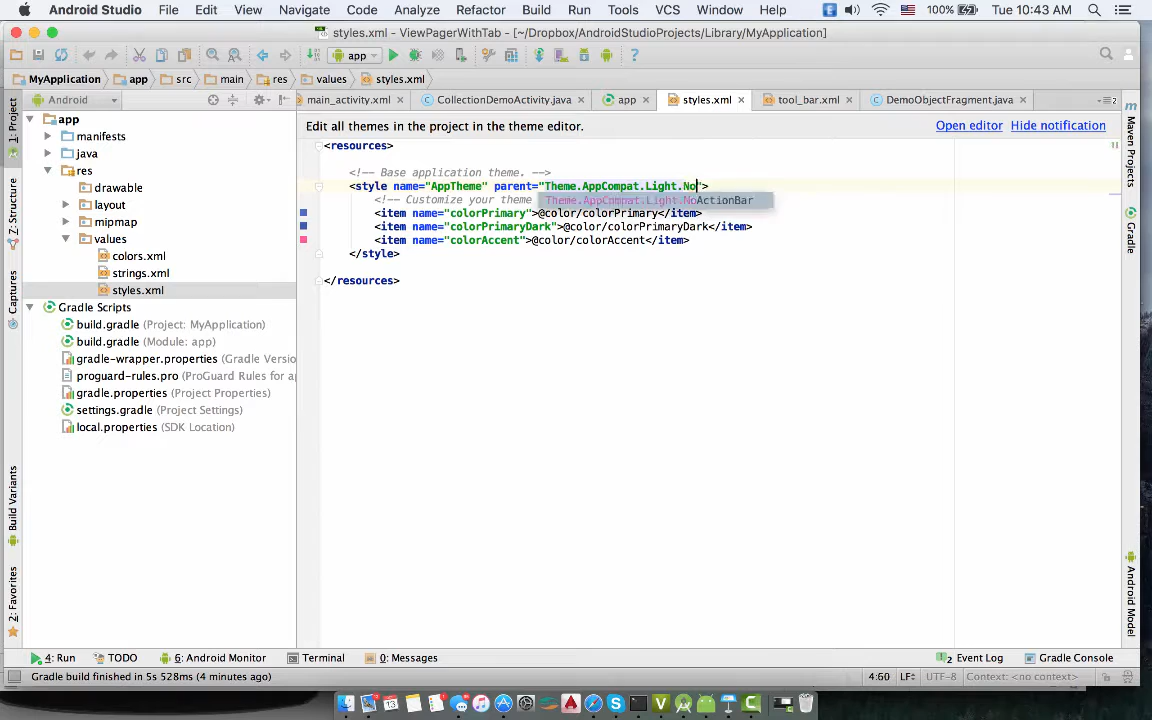 Android Studio File Edit View Navigate Code Analyze Refactor Build Run Tools VCS Window Help 100% Tue 10:43 AM
styles.xml - ViewPagerWithTab - [~/Dropbox/AndroidStudioProjects/Library/MyApplication]
app
MyApplication app src main res values styles.xml
Android main_activity.xml CollectionDemoActivity.java app styles.xml tool_bar.xml DemoObjectFragment.java
Edit all themes in the project in the theme editor. Open editor Hide notification
app
manifests
java
res
drawable
layout
mipmap
values
colors.xml
strings.xml
styles.xml
Gradle Scripts
build.gradle (Project: MyApplication)
build.gradle (Module: app)
gradle-wrapper.properties (Gradle Versio
proguard-rules.pro (ProGuard Rules for ap
gradle.properties (Project Properties)
settings.gradle (Project Settings)
local.properties (SDK Location)
<resources>
<!-- Base application theme. -->
<style name="AppTheme" parent="Theme.AppCompat.Light.No">
<!-- Customize your theme
Theme.AppCompat.Light.NoActionBar
<item name="colorPrimary">@color/colorPrimary</item>
<item name="colorPrimaryDark">@color/colorPrimaryDark</item>
<item name="colorAccent">@color/colorAccent</item>
</style>
</resources>
1: Project
7: Structure
Captures
Build Variants
2: Favorites
Maven Projects
Gradle
Android Model
4: Run TODO 6: Android Monitor Terminal 0: Messages 2 Event Log Gradle Console
Gradle build finished in 5s 528ms (4 minutes ago) 4:60 LF UTF-8 Context: <no context>